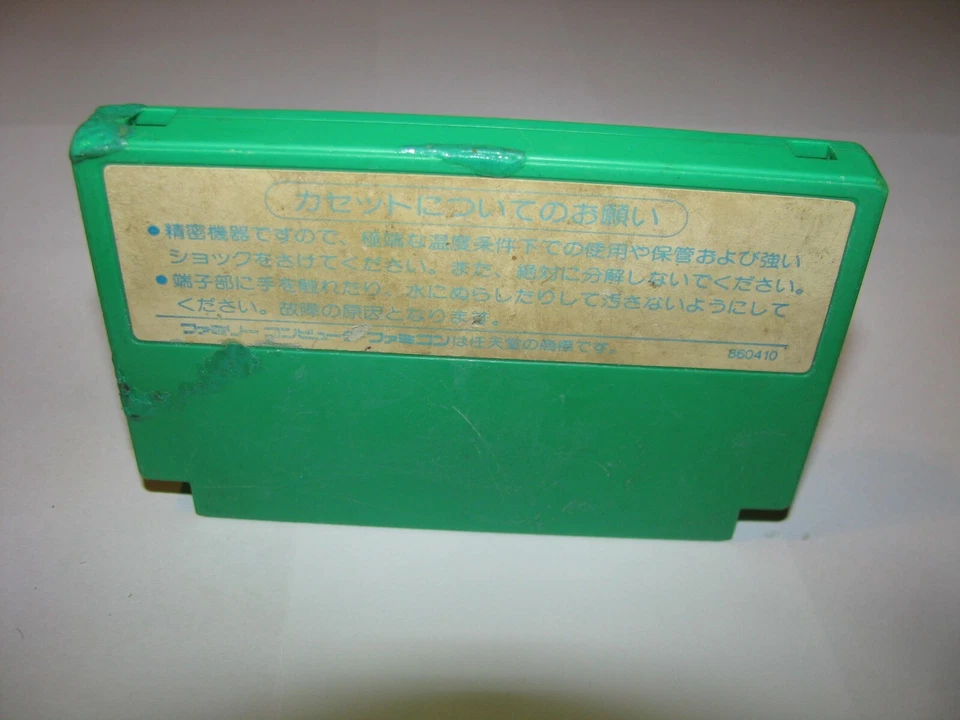 カセットについてのお願い
●精密機器ですので、極端な温度条件下での使用や保管および強い
ショックをさけてください。また、絶対に分解しないでください。
●端子部に手を触れたり、水にぬらしたりして汚さないようにして
ください。故障の原因となります。
ファミリーコンピュータ・ファミコンは任天堂の商標です。
860410